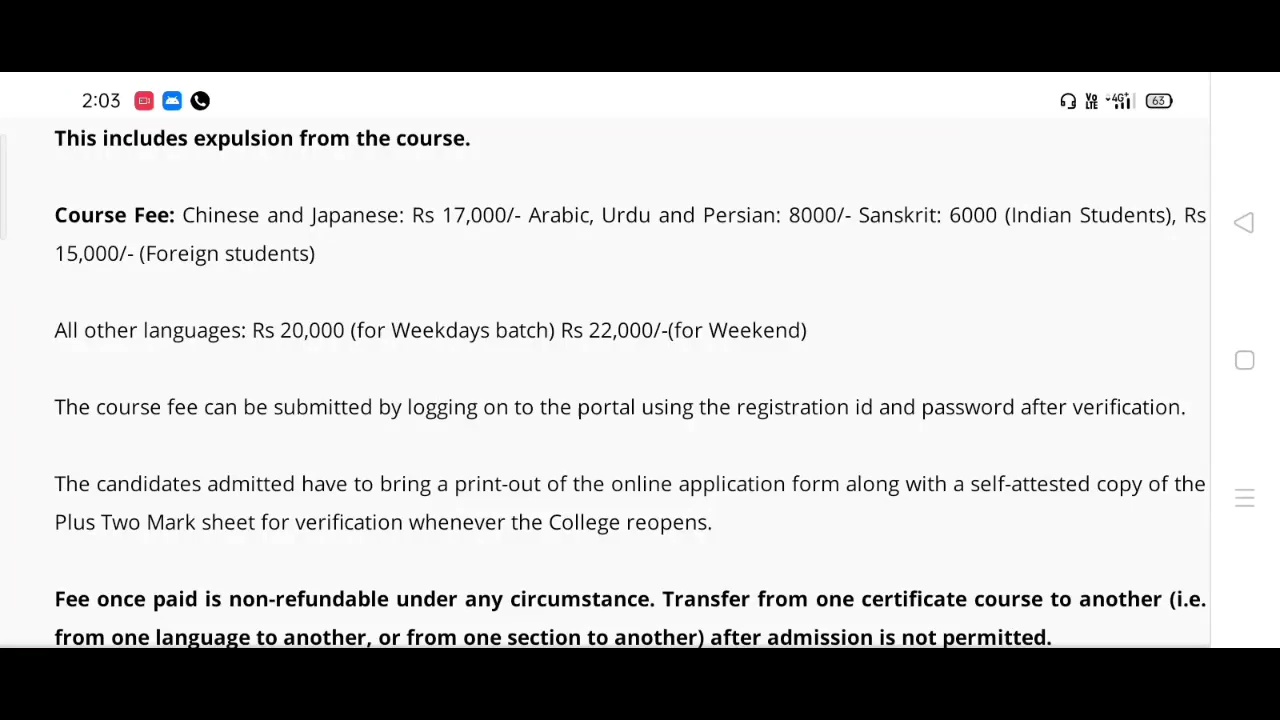 2:03
Vo LTE 4G+ 63
This includes expulsion from the course.
Course Fee: Chinese and Japanese: Rs 17,000/- Arabic, Urdu and Persian: 8000/- Sanskrit: 6000 (Indian Students), Rs
15,000/- (Foreign students)
All other languages: Rs 20,000 (for Weekdays batch) Rs 22,000/-(for Weekend)
The course fee can be submitted by logging on to the portal using the registration id and password after verification.
The candidates admitted have to bring a print-out of the online application form along with a self-attested copy of the
Plus Two Mark sheet for verification whenever the College reopens.
Fee once paid is non-refundable under any circumstance. Transfer from one certificate course to another (i.e.
from one language to another, or from one section to another) after admission is not permitted.